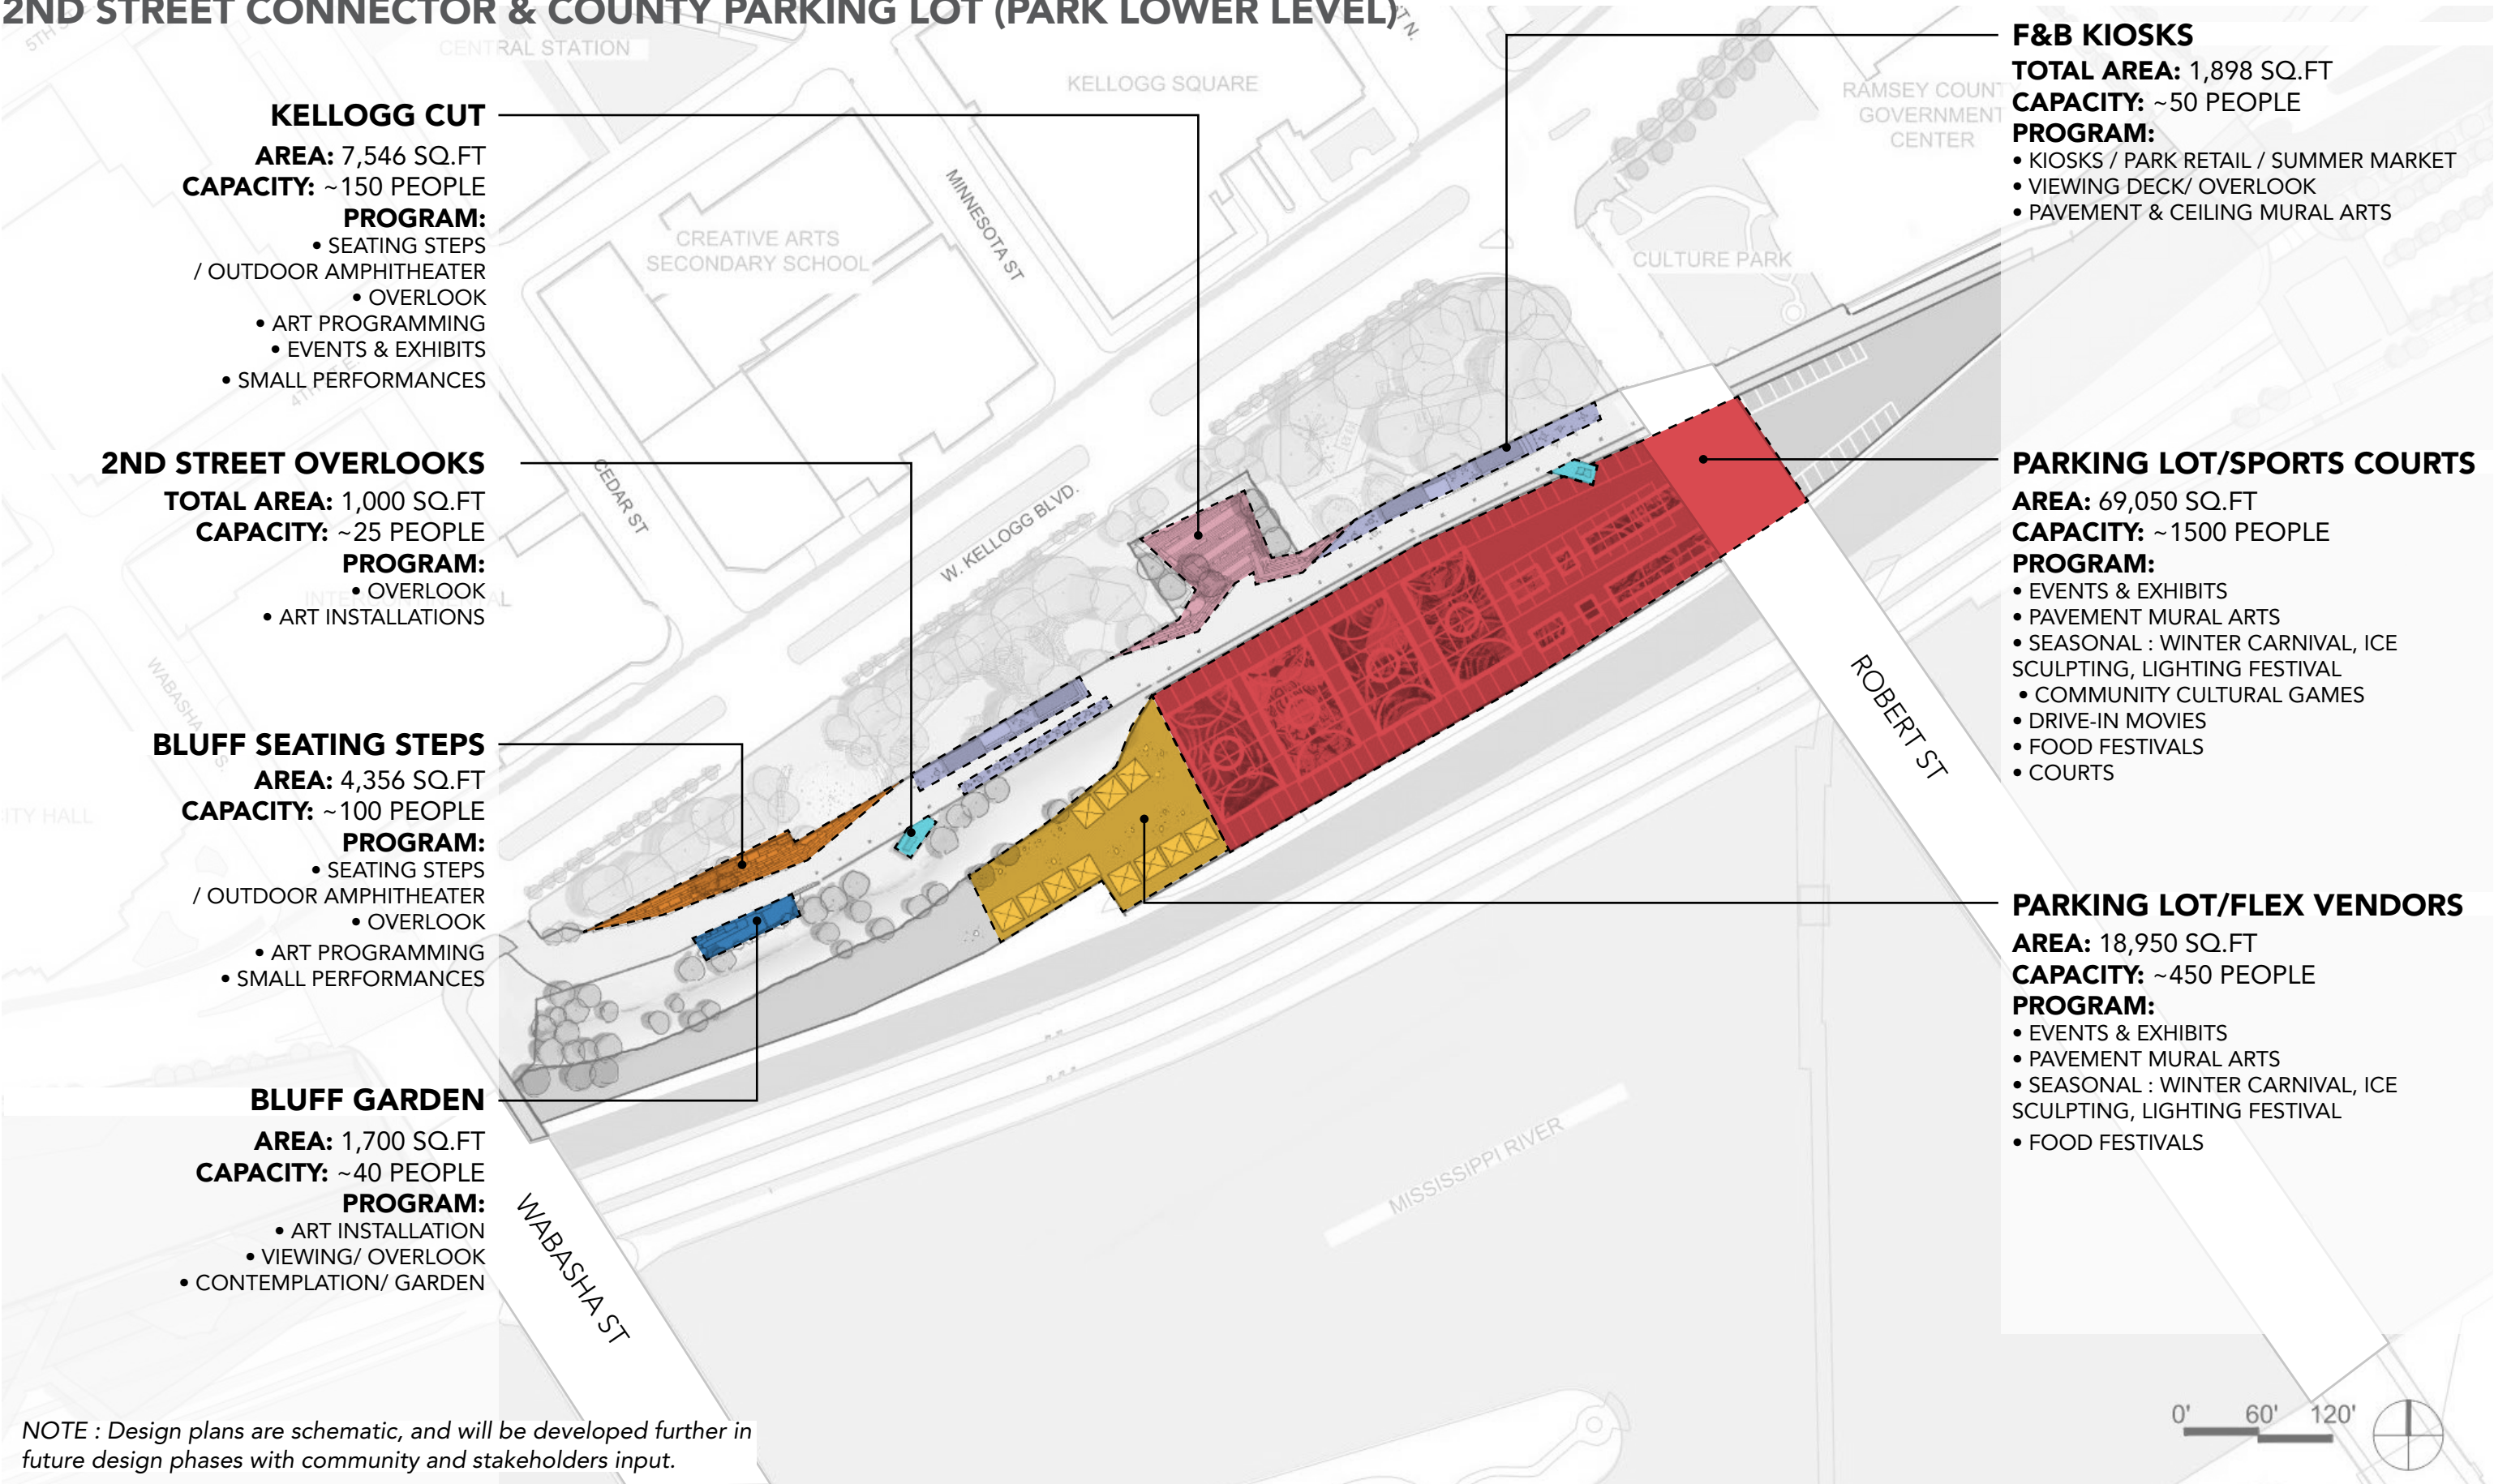 2ND STREET CONNECTOR & COUNTY PARKING LOT (PARK LOWER LEVEL)
KELLOGG CUT
AREA: 7,546 SQ.FT
CAPACITY: ~150 PEOPLE
PROGRAM:
• SEATING STEPS
/ OUTDOOR AMPHITHEATER
• OVERLOOK
• ART PROGRAMMING
• EVENTS & EXHIBITS
• SMALL PERFORMANCES
2ND STREET OVERLOOKS
TOTAL AREA: 1,000 SQ.FT
CAPACITY: ~25 PEOPLE
PROGRAM:
• OVERLOOK
• ART INSTALLATIONS
BLUFF SEATING STEPS
AREA: 4,356 SQ.FT
CAPACITY: ~100 PEOPLE
PROGRAM:
• SEATING STEPS
/ OUTDOOR AMPHITHEATER
• OVERLOOK
• ART PROGRAMMING
• SMALL PERFORMANCES
BLUFF GARDEN
AREA: 1,700 SQ.FT
CAPACITY: ~40 PEOPLE
PROGRAM:
• ART INSTALLATION
• VIEWING/ OVERLOOK
• CONTEMPLATION/ GARDEN
F&B KIOSKS
TOTAL AREA: 1,898 SQ.FT
CAPACITY: ~50 PEOPLE
PROGRAM:
• KIOSKS / PARK RETAIL / SUMMER MARKET
• VIEWING DECK/ OVERLOOK
• PAVEMENT & CEILING MURAL ARTS
PARKING LOT/SPORTS COURTS
AREA: 69,050 SQ.FT
CAPACITY: ~1500 PEOPLE
PROGRAM:
• EVENTS & EXHIBITS
• PAVEMENT MURAL ARTS
• SEASONAL : WINTER CARNIVAL, ICE
SCULPTING, LIGHTING FESTIVAL
• COMMUNITY CULTURAL GAMES
• DRIVE-IN MOVIES
• FOOD FESTIVALS
• COURTS
PARKING LOT/FLEX VENDORS
AREA: 18,950 SQ.FT
CAPACITY: ~450 PEOPLE
PROGRAM:
• EVENTS & EXHIBITS
• PAVEMENT MURAL ARTS
• SEASONAL : WINTER CARNIVAL, ICE
SCULPTING, LIGHTING FESTIVAL
• FOOD FESTIVALS
CENTRAL STATION
KELLOGG SQUARE
RAMSEY COUNT
GOVERNMENT
CENTER
CREATIVE ARTS
SECONDARY SCHOOL
MINNESOTA ST
CULTURE PARK
CEDAR ST
W. KELLOGG BLVD.
WABASHA S.
ITY HALL
ROBERT ST
MISSISSIPPI RIVER
WABASHA ST
0' 60' 120'
NOTE : Design plans are schematic, and will be developed further in
future design phases with community and stakeholders input.